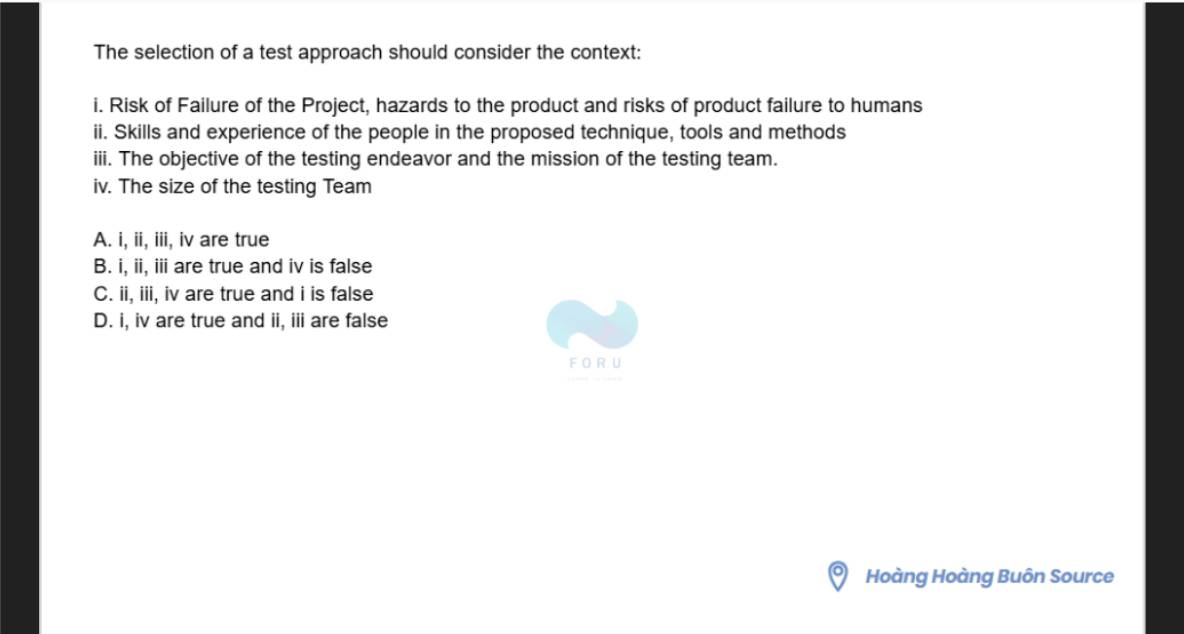 The selection of a test approach should consider the context:
i. Risk of Failure of the Project, hazards to the product and risks of product failure to humans
ii. Skills and experience of the people in the proposed technique, tools and methods
iii. The objective of the testing endeavor and the mission of the testing team.
iv. The size of the testing Team
A. i, ii, iii, iv are true
B. i, ii, iii are true and iv is false
C. ii, iii, iv are true and i is false
D. i, iv are true and ii, iii are false
FORU
Hoàng Hoàng Buôn Source